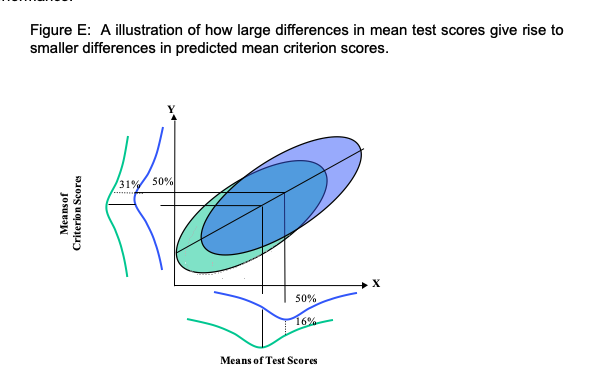 Figure E: A illustration of how large differences in mean test scores give rise to
smaller differences in predicted mean criterion scores.
Y
31%
50%
Means of
Criterion Scores
X
50%
16%
Means of Test Scores